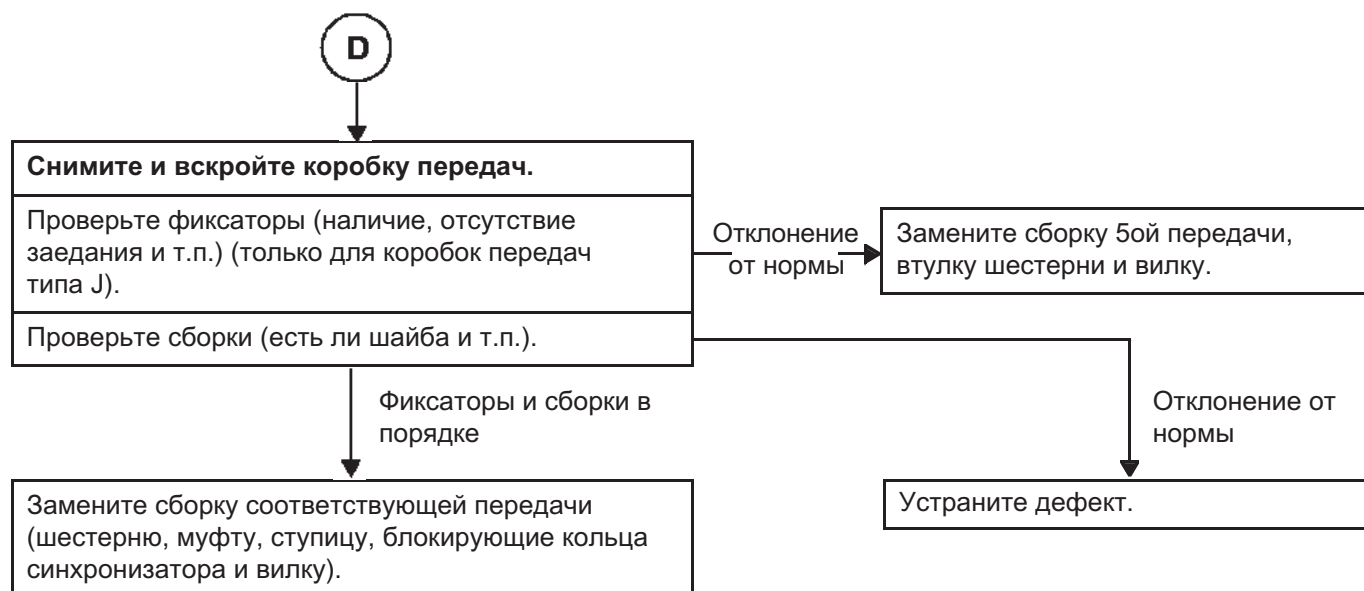 D
Снимите и вскройте коробку передач.
Проверьте фиксаторы (наличие, отсутствие
заедания и т.п.) (только для коробок передач
типа J).
Отклонение
от нормы
Замените сборку 5ой передачи,
втулку шестерни и вилку.
Проверьте сборки (есть ли шайба и т.п.).
Фиксаторы и сборки в
порядке
Отклонение от
нормы
Замените сборку соответствующей передачи
(шестерню, муфту, ступицу, блокирующие кольца
синхронизатора и вилку).
Устраните дефект.